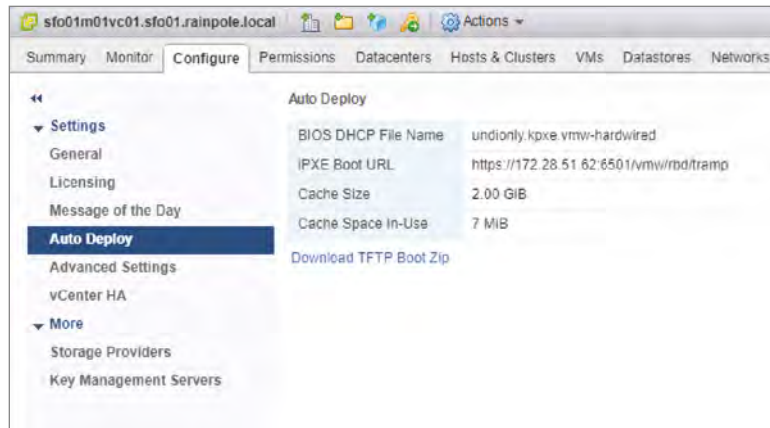 sfo01m01vc01.sfo01.rainpole.local Actions
Summary Monitor Configure Permissions Datacenters Hosts & Clusters VMs Datastores Networks
Settings
General
Licensing
Message of the Day
Auto Deploy
Advanced Settings
vCenter HA
More
Storage Providers
Key Management Servers
Auto Deploy
BIOS DHCP File Name undionly.kpxe.vmw-hardwired
iPXE Boot URL https://172.28.51.62:6501/vmw/rbd/tramp
Cache Size 2.00 GiB
Cache Space In-Use 7 MiB
Download TFTP Boot Zip